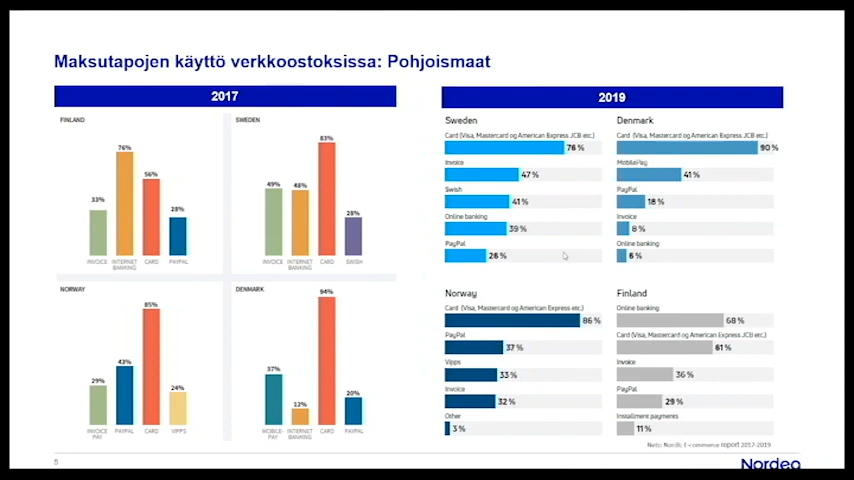 Maksutapojen käyttö verkkoostoksissa: Pohjoismaat
2017
FINLAND
33%
76%
56%
28%
INVOICE
INTERNET BANKING
CARD
PAYPAL
SWEDEN
49%
48%
83%
28%
INVOICE
INTERNET BANKING
CARD
SWISH
NORWAY
29%
43%
85%
24%
INVOICE PAY
PAYPAL
CARD
VIPPS
DENMARK
37%
12%
94%
20%
MOBILE-PAY
INTERNET BANKING
CARD
PAYPAL
2019
Sweden
Card (Visa, Mastercard og American Express JCB etc.)
76 %
Invoice
47 %
Swish
41 %
Online banking
39 %
PayPal
26 %
Denmark
Card (Visa, Mastercard og American Express JCB etc.)
90 %
MobilePay
41 %
PayPal
18 %
Invoice
8 %
Online banking
6 %
Norway
Card (Visa, Mastercard og American Express etc.)
86 %
PayPal
37 %
Vipps
33 %
Invoice
32 %
Other
3 %
Finland
Online banking
68 %
Card (Visa, Mastercard og American Express JCB etc.)
61 %
Invoice
36 %
PayPal
29 %
Installment payments
11 %
Nets: Nordic E-commerce report 2017-2019
Nordea